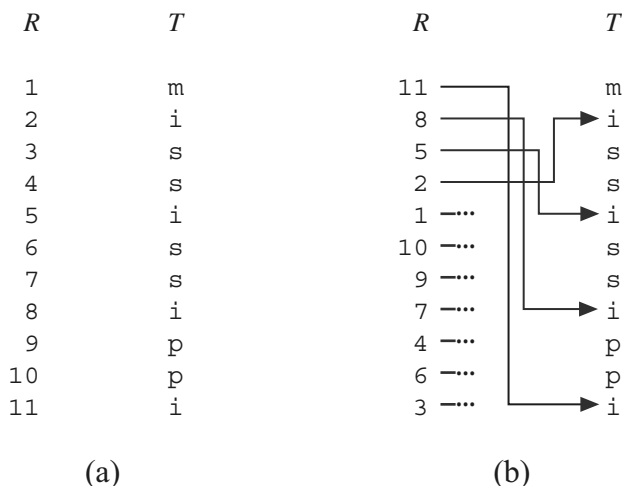 R T R T
1 m 11 m
2 i 8 i
3 s 5 s
4 s 2 s
5 i 1 i
6 s 10 s
7 s 9 s
8 i 7 i
9 p 4 p
10 p 6 p
11 i 3 i
(a) (b)